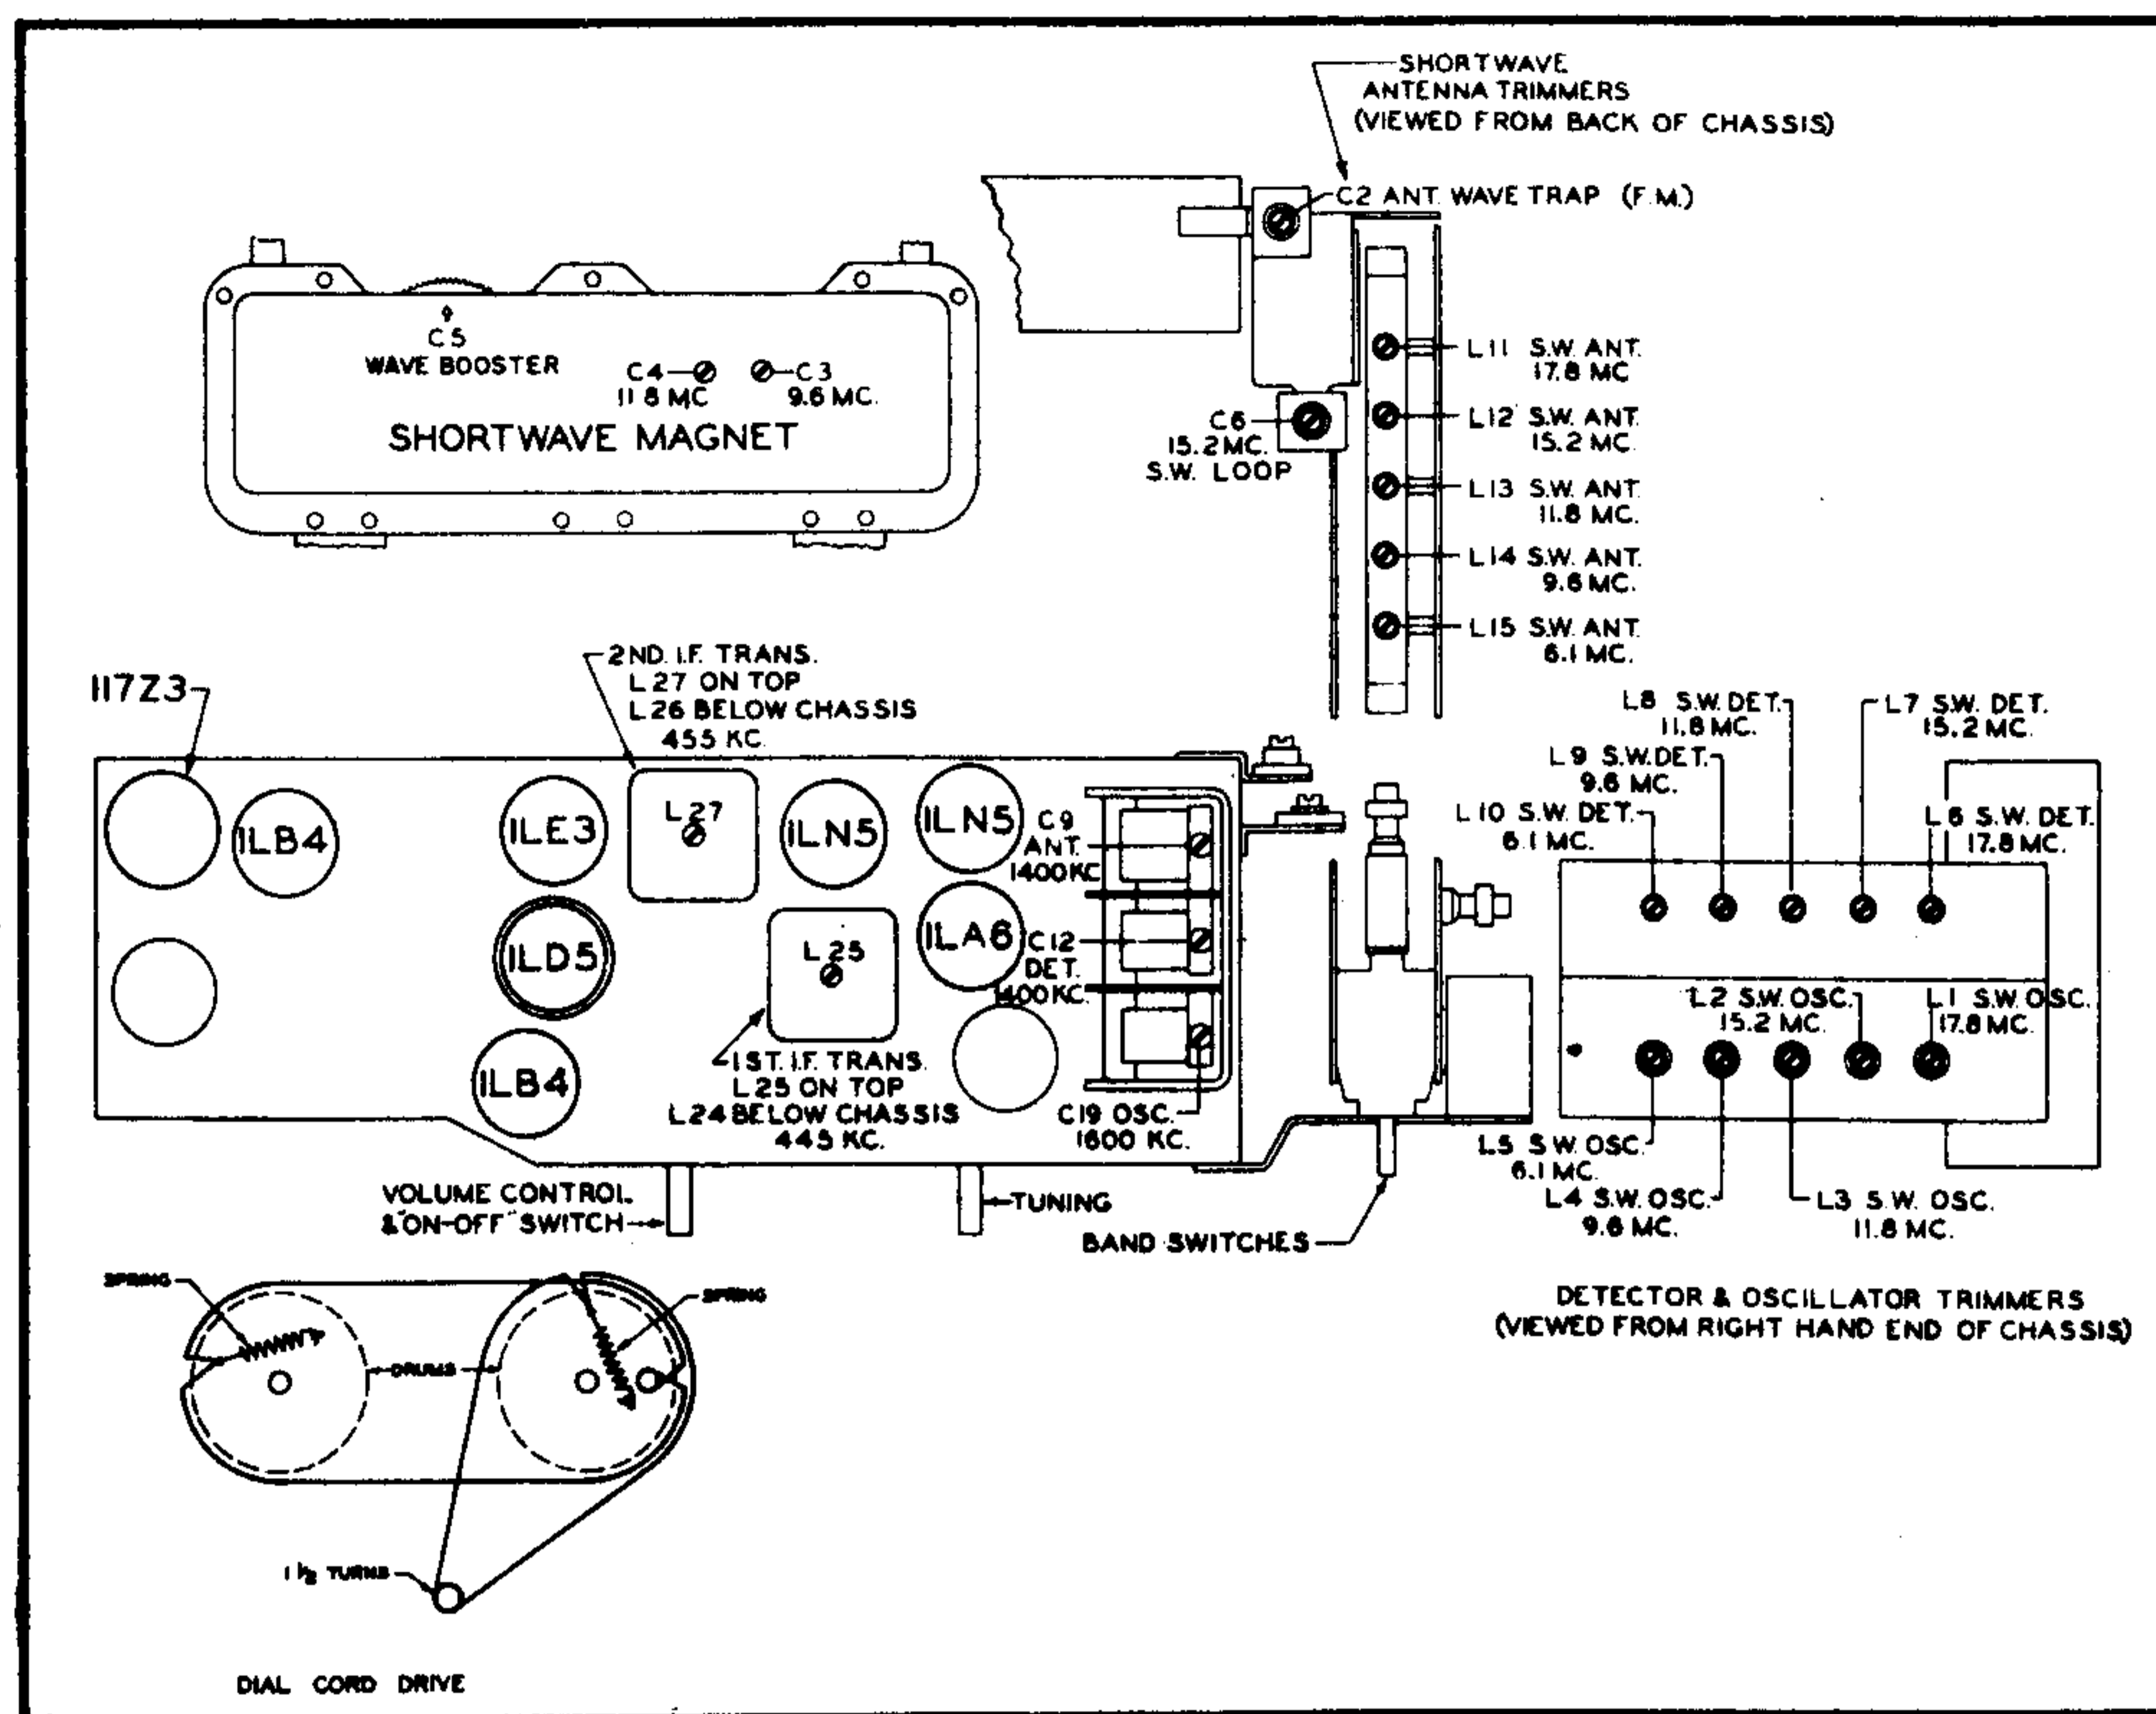 SHORTWAVE
ANTENNA TRIMMERS
(VIEWED FROM BACK OF CHASSIS)
C2 ANT. WAVE TRAP (F.M.)
C5
WAVE BOOSTER
C4
11.8 MC
C3
9.6 MC.
SHORTWAVE MAGNET
C6
15.2 MC.
S.W. LOOP
L11 S.W. ANT.
17.8 MC
L12 S.W. ANT.
15.2 MC.
L13 S.W. ANT.
11.8 MC.
L14 S.W. ANT.
9.6 MC.
L15 S.W. ANT.
6.1 MC.
117Z3
2ND. I.F. TRANS.
L27 ON TOP
L26 BELOW CHASSIS
455 KC.
1LB4
1LE3
L27
1LN5
1LN5
C9
ANT.
1400 KC
1LD5
L25
1LA6
C12
DET.
1400 KC.
1LB4
1ST. I.F. TRANS.
L25 ON TOP
L24 BELOW CHASSIS
445 KC.
C19 OSC.
1600 KC.
VOLUME CONTROL
& "ON-OFF" SWITCH
TUNING
BAND SWITCHES
L8 S.W. DET.
11.8 MC.
L7 S.W. DET.
15.2 MC.
L9 S.W. DET.
9.6 MC.
L10 S.W. DET.
6.1 MC.
L6 S.W. DET.
17.8 MC.
L2 S.W. OSC.
15.2 MC.
L1 S.W. OSC.
17.8 MC.
L5 S.W. OSC.
6.1 MC.
L4 S.W. OSC.
9.6 MC.
L3 S.W. OSC.
11.8 MC.
DETECTOR & OSCILLATOR TRIMMERS
(VIEWED FROM RIGHT HAND END OF CHASSIS)
SPRING
SPRING
DRUMS
1 1/2 TURNS
DIAL CORD DRIVE